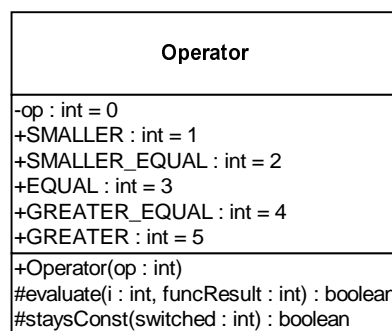 Operator
-op : int = 0
+SMALLER : int = 1
+SMALLER_EQUAL : int = 2
+EQUAL : int = 3
+GREATER_EQUAL : int = 4
+GREATER : int = 5
+Operator(op : int)
#evaluate(i : int, funcResult : int) : boolean
#staysConst(switched : int) : boolean